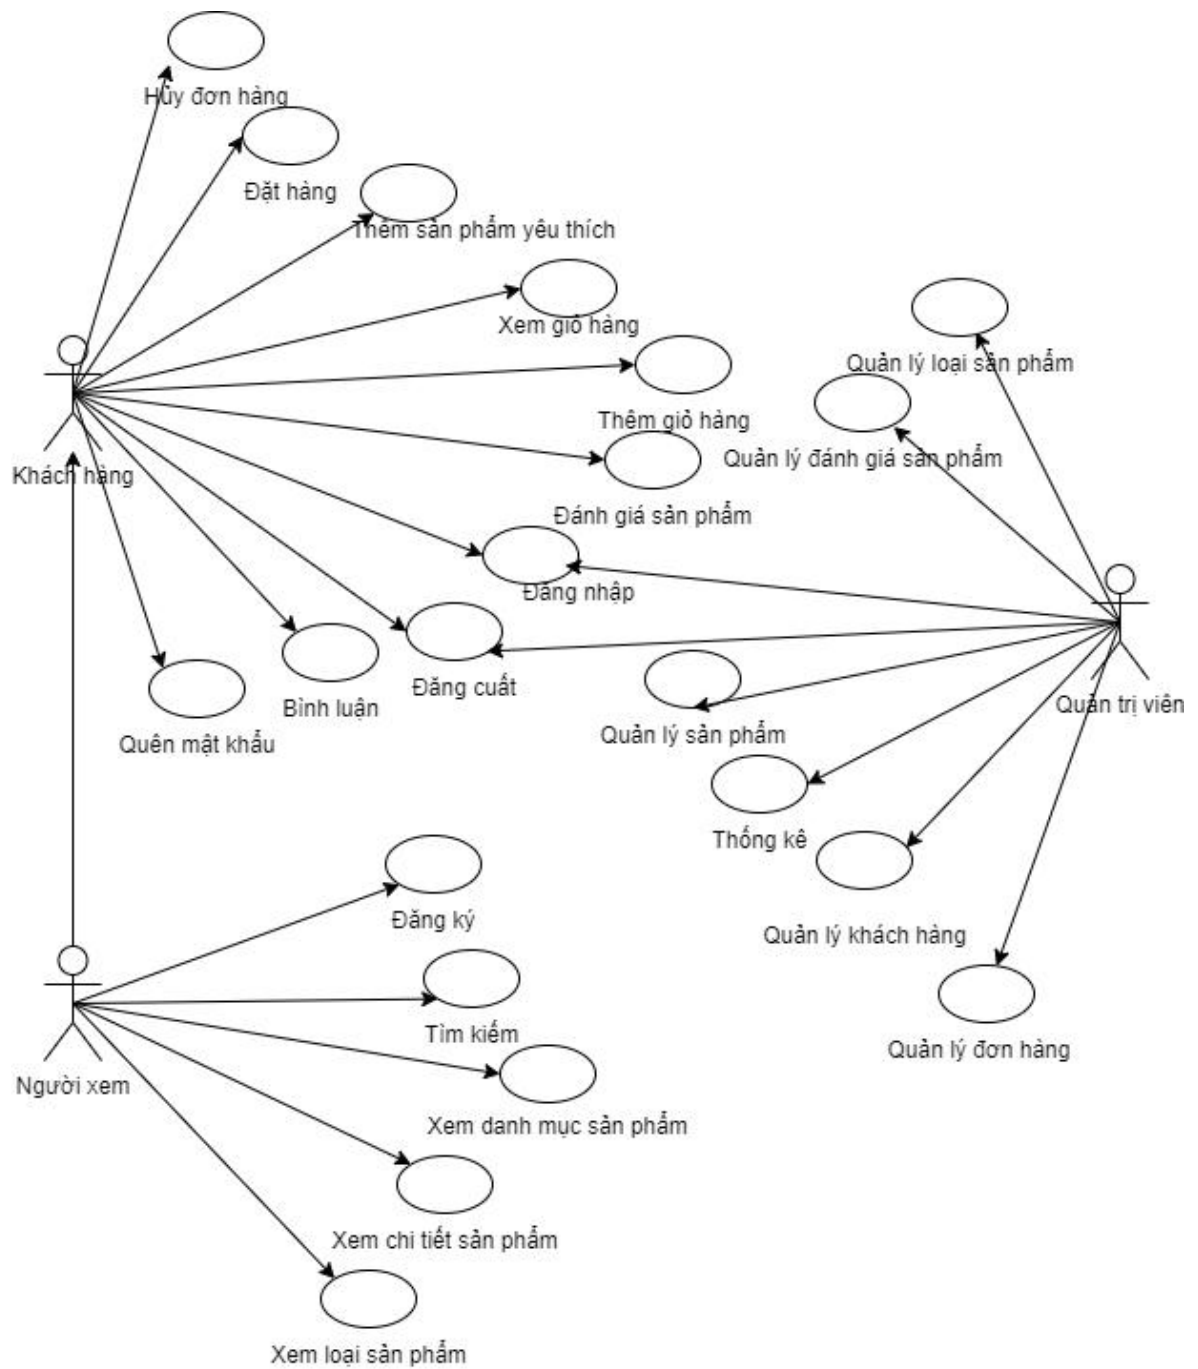 Hủy đơn hàng
Đặt hàng
Thêm sản phẩm yêu thích
Xem giỏ hàng
Quản lý loại sản phẩm
Thêm giỏ hàng
Quản lý đánh giá sản phẩm
Khách hàng
Đánh giá sản phẩm
Đăng nhập
Đăng cuất
Quản trị viên
Bình luận
Quản lý sản phẩm
Quên mật khẩu
Thống kê
Đăng ký
Quản lý khách hàng
Tìm kiếm
Quản lý đơn hàng
Người xem
Xem danh mục sản phẩm
Xem chi tiết sản phẩm
Xem loại sản phẩm